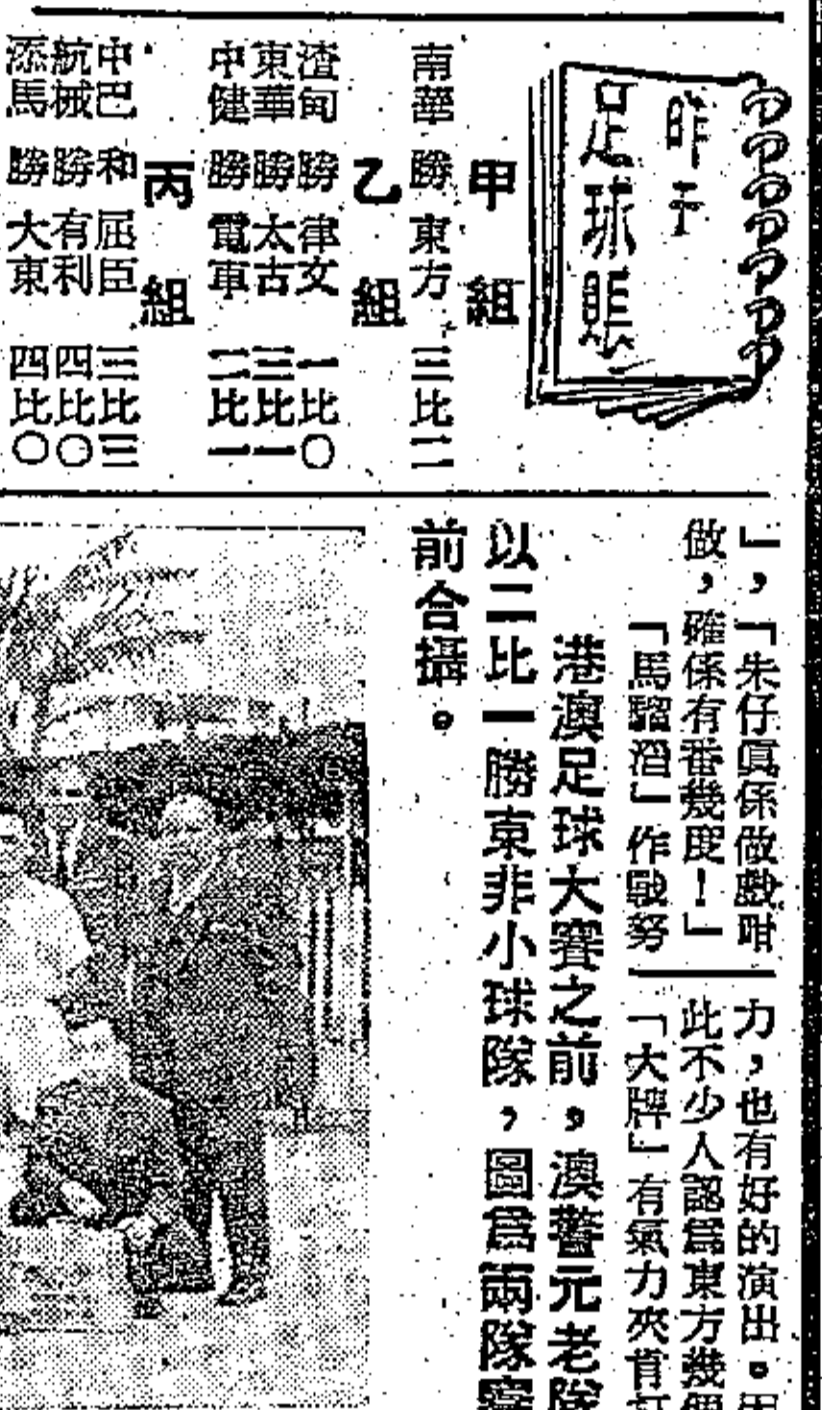 昨天
足球賬
甲組
南華 勝 東方 三比二
乙組
渣甸 勝 律文 一比〇
東華 勝 太古 三比一
中健 勝 電軍 二比一
丙組
中巴 和 屈臣 三比三
航械 勝 有利 四比〇
添馬 勝 大東 四比〇
」，「朱仔眞係做戲咁
做，確係有番幾度！」
「馬騮滔」作戰努
力，也有好的演出。因
此不少人認爲東方幾個
「大牌」有氣力夾肯
港澳足球大賽之前，澳警元老隊
以二比一勝東非小球隊，圖爲兩隊賽
前合攝。